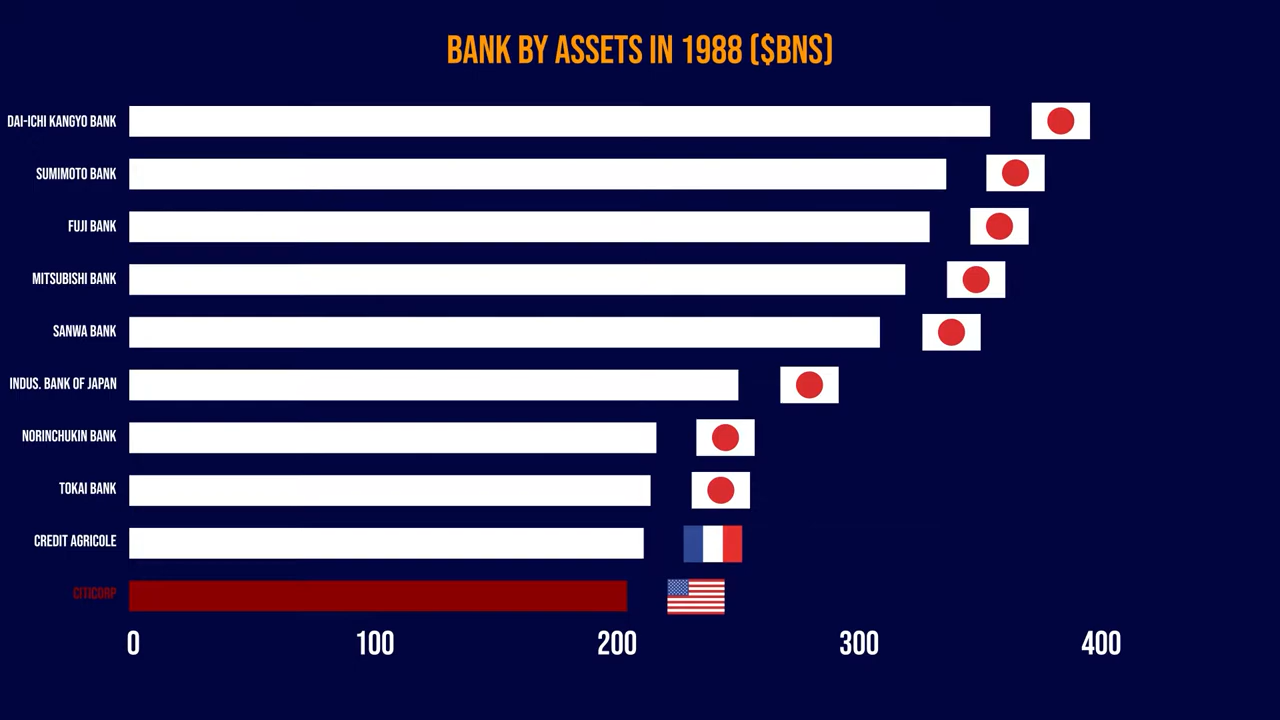 BANK BY ASSETS IN 1988 ($BNS)
DAI-ICHI KANGYO BANK
SUMIMOTO BANK
FUJI BANK
MITSUBISHI BANK
SANWA BANK
INDUS. BANK OF JAPAN
NORINCHUKIN BANK
TOKAI BANK
CREDIT AGRICOLE
CITICORP
0 100 200 300 400